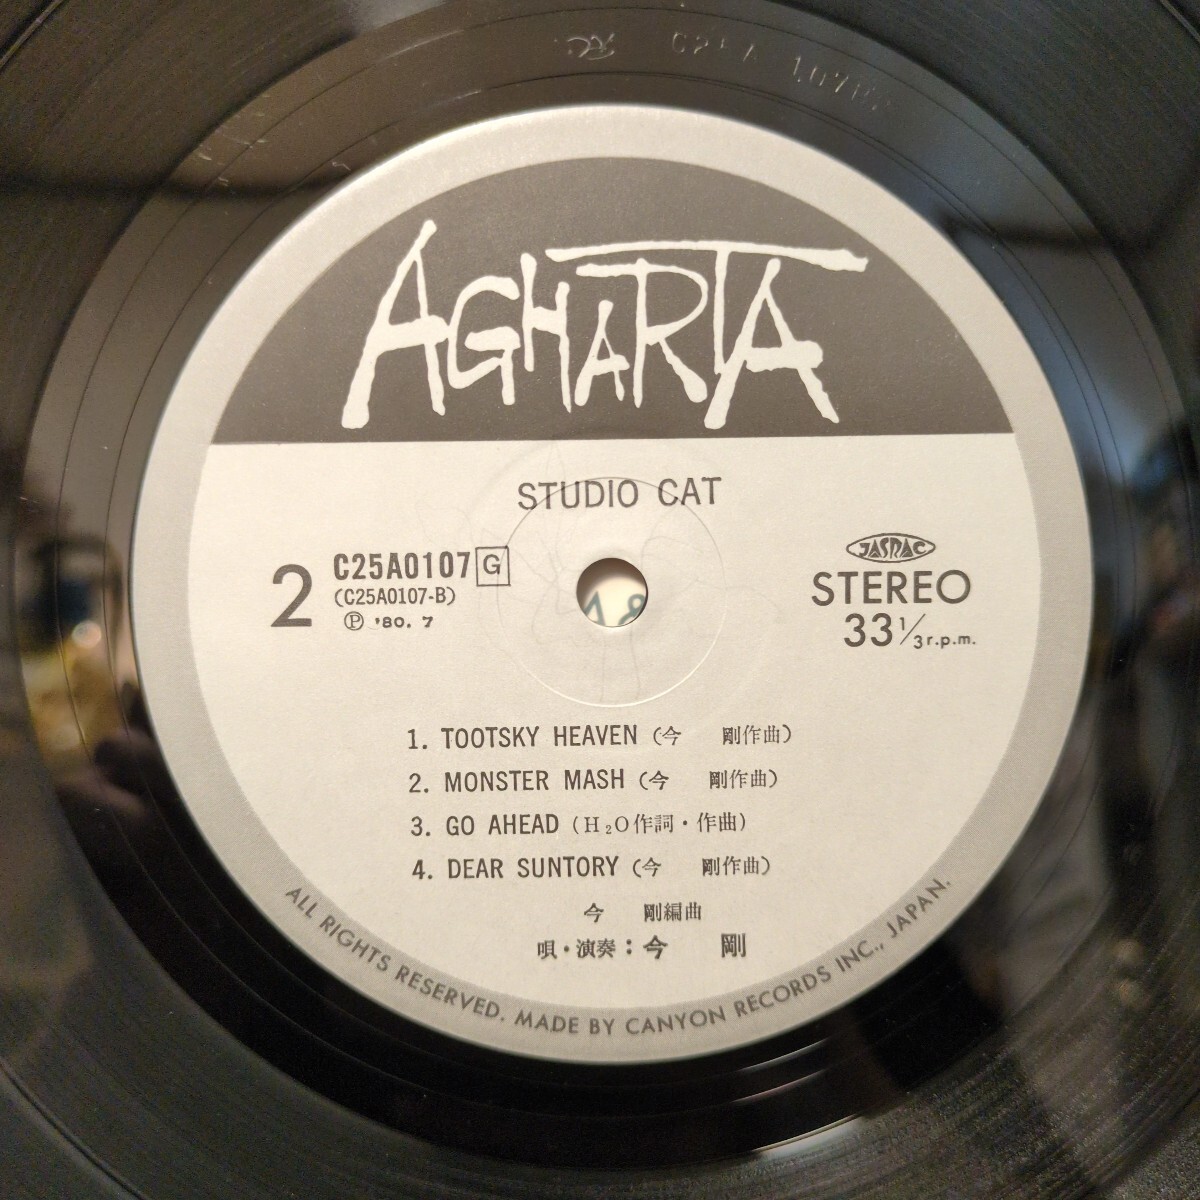 AGHARTA
STUDIO CAT
2
C25A0107 G
(C25A0107-B)
Ⓟ '80. 7
JASRAC
STEREO
33 1/3 r.p.m.
1. TOOTSKY HEAVEN (今 剛作曲)
2. MONSTER MASH (今 剛作曲)
3. GO AHEAD (H₂O作詞・作曲)
4. DEAR SUNTORY (今 剛作曲)
今 剛編曲
唄・演奏：今 剛
ALL RIGHTS RESERVED. MADE BY CANYON RECORDS INC., JAPAN.